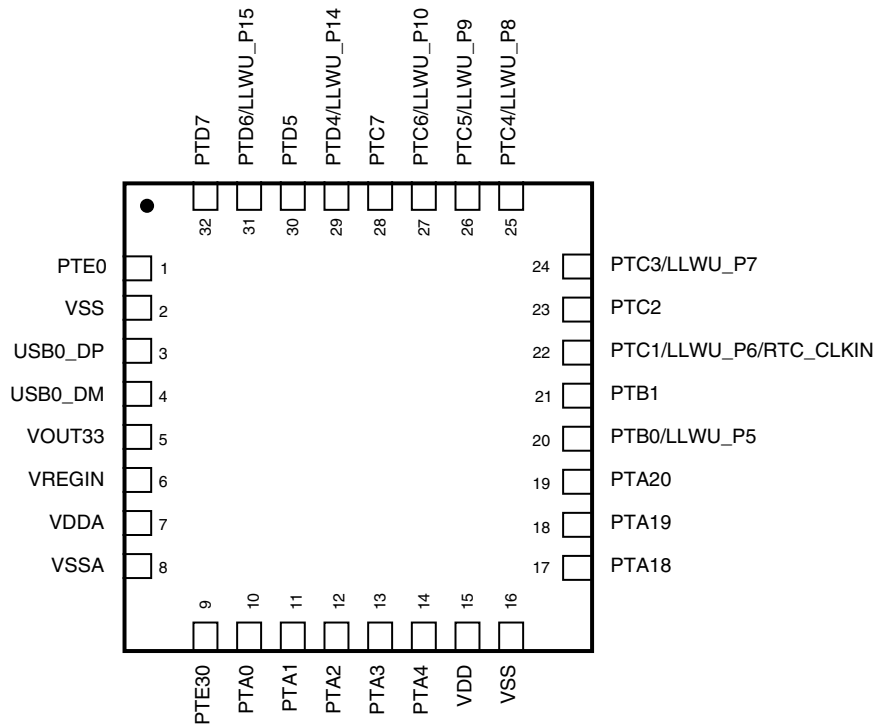 PTD7
PTD6/LLWU_P15
PTD5
PTD4/LLWU_P14
PTC7
PTC6/LLWU_P10
PTC5/LLWU_P9
PTC4/LLWU_P8
32
31
30
29
28
27
26
25
PTE0 1
VSS 2
USB0_DP 3
USB0_DM 4
VOUT33 5
VREGIN 6
VDDA 7
VSSA 8
24 PTC3/LLWU_P7
23 PTC2
22 PTC1/LLWU_P6/RTC_CLKIN
21 PTB1
20 PTB0/LLWU_P5
19 PTA20
18 PTA19
17 PTA18
9
10
11
12
13
14
15
16
PTE30
PTA0
PTA1
PTA2
PTA3
PTA4
VDD
VSS